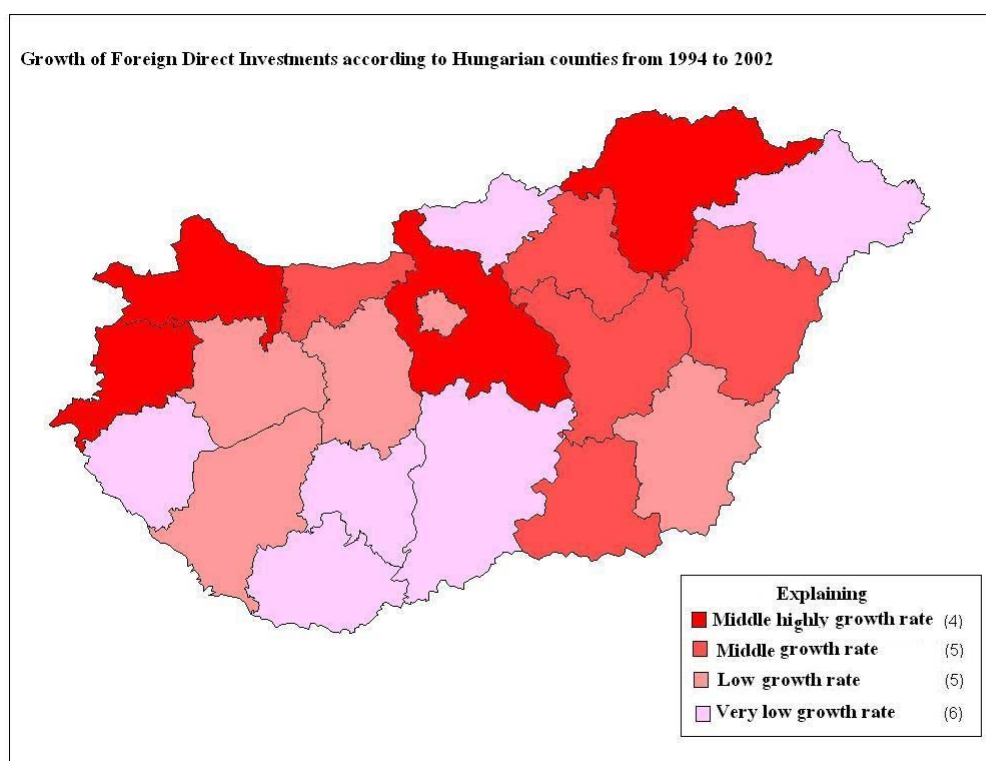 Growth of Foreign Direct Investments according to Hungarian counties from 1994 to 2002
Explaining
Middle highly growth rate (4)
Middle growth rate (5)
Low growth rate (5)
Very low growth rate (6)